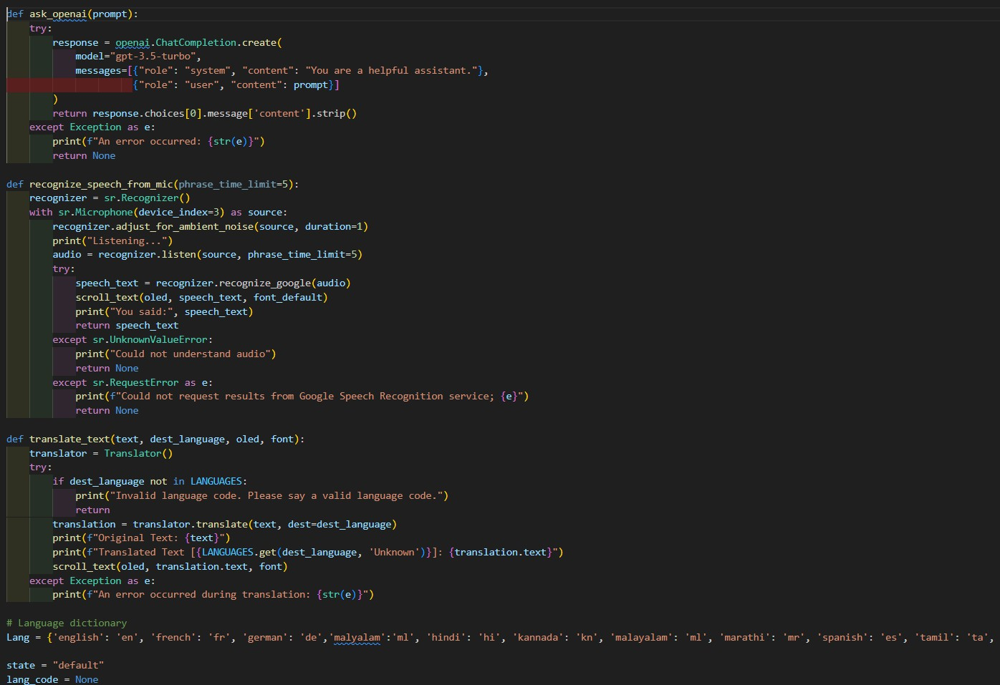 def ask_openai(prompt):
    try:
        response = openai.ChatCompletion.create(
            model="gpt-3.5-turbo",
            messages=[{"role": "system", "content": "You are a helpful assistant."},
                      {"role": "user", "content": prompt}]
        )
        return response.choices[0].message['content'].strip()
    except Exception as e:
        print(f"An error occurred: {str(e)}")
        return None

def recognize_speech_from_mic(phrase_time_limit=5):
    recognizer = sr.Recognizer()
    with sr.Microphone(device_index=3) as source:
        recognizer.adjust_for_ambient_noise(source, duration=1)
        print("Listening...")
        audio = recognizer.listen(source, phrase_time_limit=5)
        try:
            speech_text = recognizer.recognize_google(audio)
            scroll_text(oled, speech_text, font_default)
            print("You said:", speech_text)
            return speech_text
        except sr.UnknownValueError:
            print("Could not understand audio")
            return None
        except sr.RequestError as e:
            print(f"Could not request results from Google Speech Recognition service; {e}")
            return None

def translate_text(text, dest_language, oled, font):
    translator = Translator()
    try:
        if dest_language not in LANGUAGES:
            print("Invalid language code. Please say a valid language code.")
            return
        translation = translator.translate(text, dest=dest_language)
        print(f"Original Text: {text}")
        print(f"Translated Text [{LANGUAGES.get(dest_language, 'Unknown')}]: {translation.text}")
        scroll_text(oled, translation.text, font)
    except Exception as e:
        print(f"An error occurred during translation: {str(e)}")

# Language dictionary
Lang = {'english': 'en', 'french': 'fr', 'german': 'de','malyalam':'ml', 'hindi': 'hi', 'kannada': 'kn', 'malayalam': 'ml', 'marathi': 'mr', 'spanish': 'es', 'tamil': 'ta',

state = "default"
lang_code = None